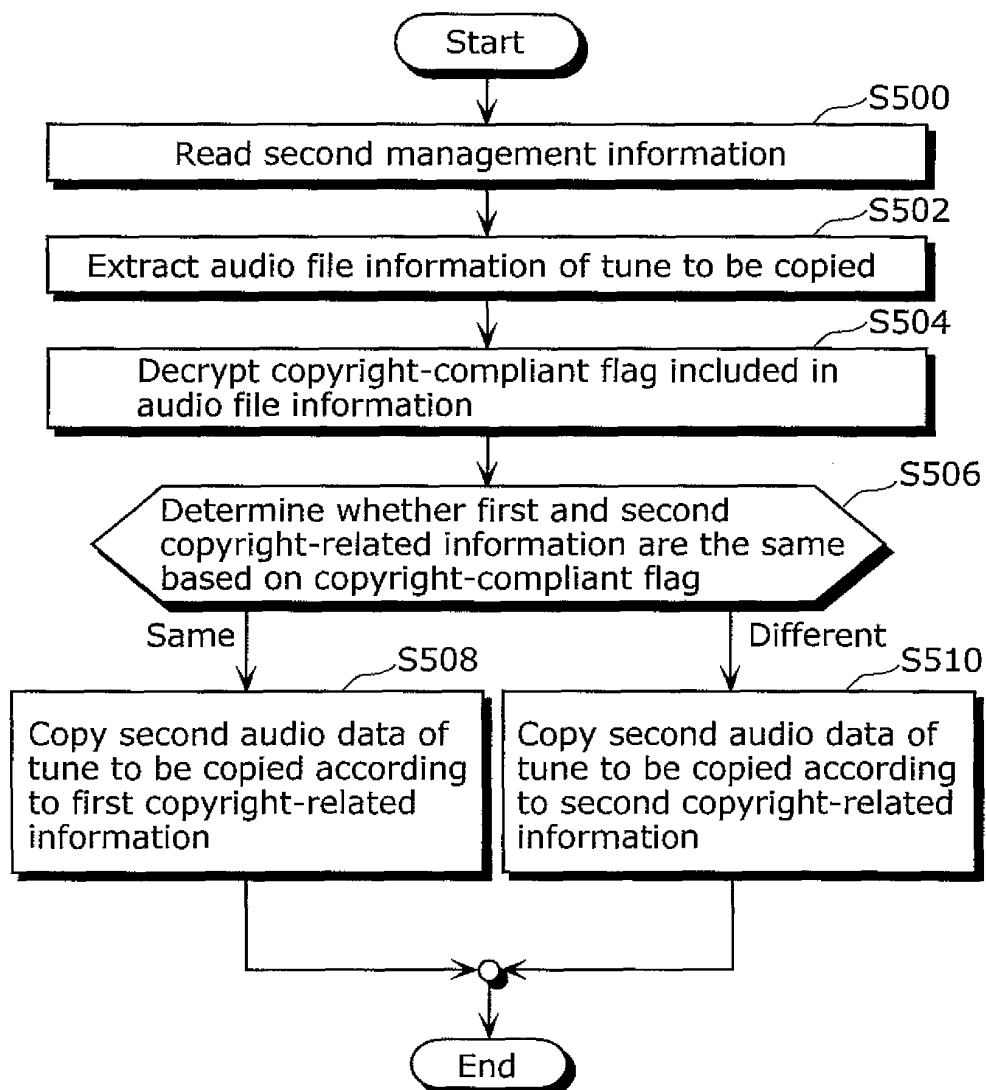 Start
S500
Read second management information
S502
Extract audio file information of tune to be copied
S504
Decrypt copyright-compliant flag included in
audio file information
S506
Determine whether first and second
copyright-related information are the same
based on copyright-compliant flag
Same
Different
S508
S510
Copy second audio data of
tune to be copied according
to first copyright-related
information
Copy second audio data of
tune to be copied according
to second copyright-related
information
End